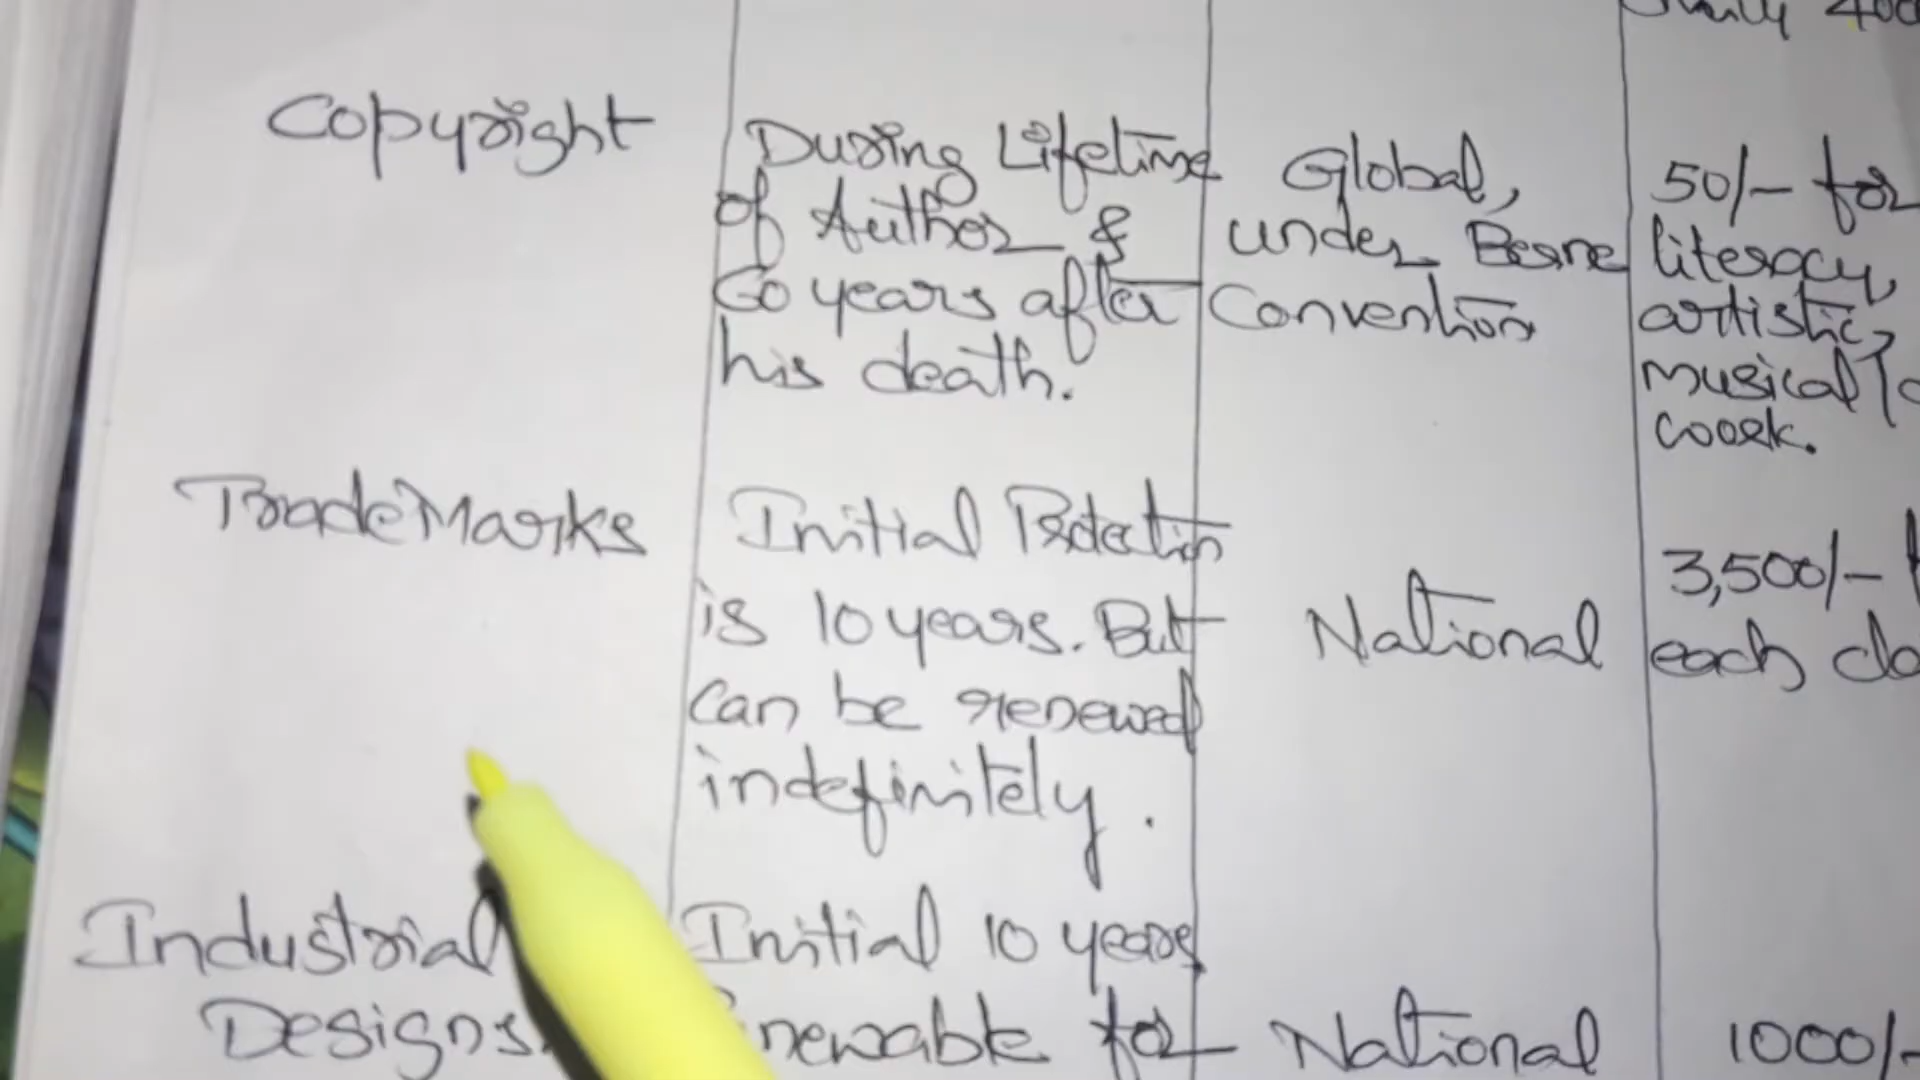 Copyright
During Lifetime
of Author &
60 years after
his death.
Global,
under Berne
Convention
50/- for
literacy,
artistic,
musical
work.
TradeMarks
Initial Protection
is 10 years. But
can be renewed
indefinitely.
National
3,500/-
each
Industrial
Designs.
Initial 10 years
for
National
1000/-